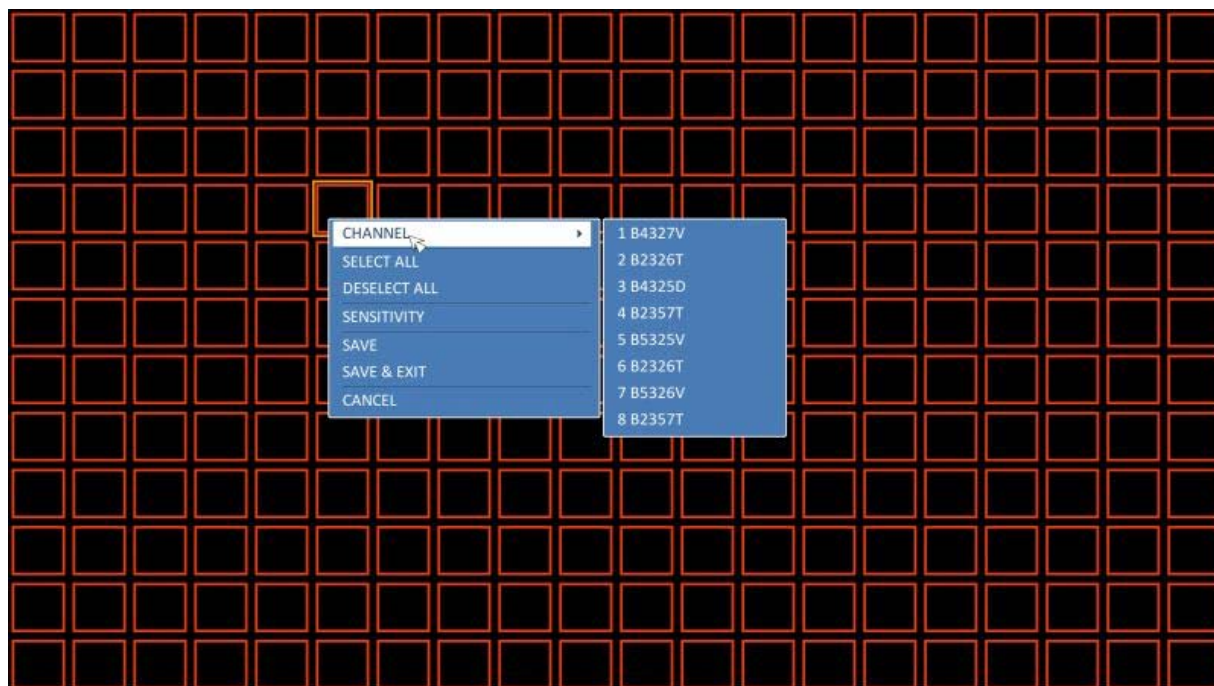 CHANNEL
SELECT ALL
DESELECT ALL
SENSITIVITY
SAVE
SAVE & EXIT
CANCEL
1 B4327V
2 B2326T
3 B4325D
4 B2357T
5 B5325V
6 B2326T
7 B5326V
8 B2357T